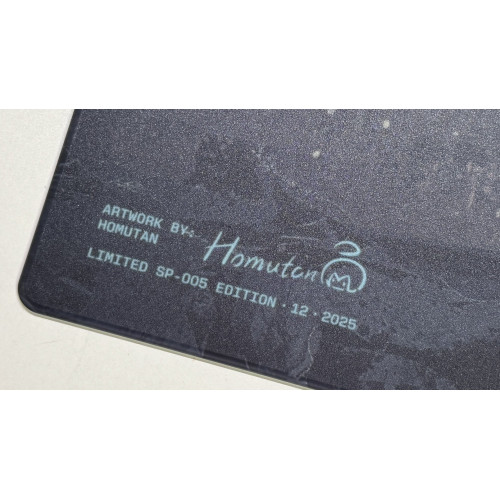 ARTWORK BY:
HOMUTAN
Homutan
LIMITED SP-005 EDITION · 12 · 2025